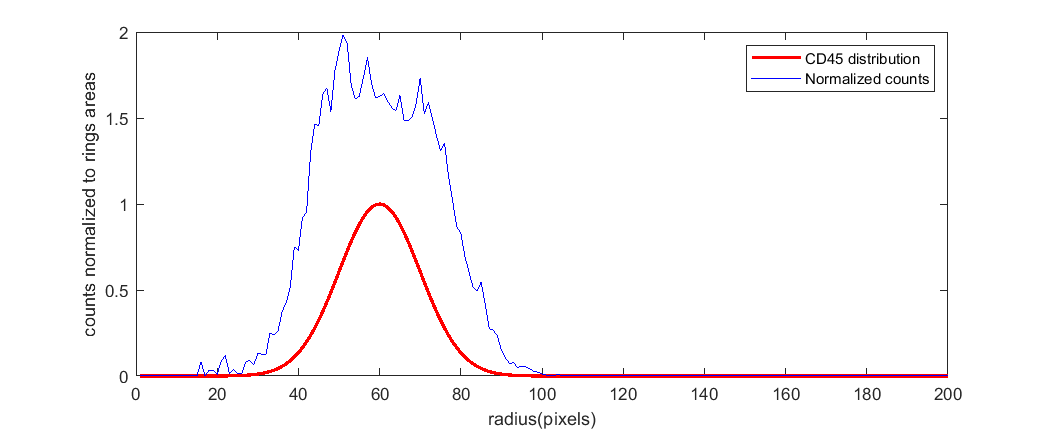 2
1.5
1
0.5
0
counts normalized to rings areas
CD45 distribution
Normalized counts
0 20 40 60 80 100 120 140 160 180 200
radius(pixels)